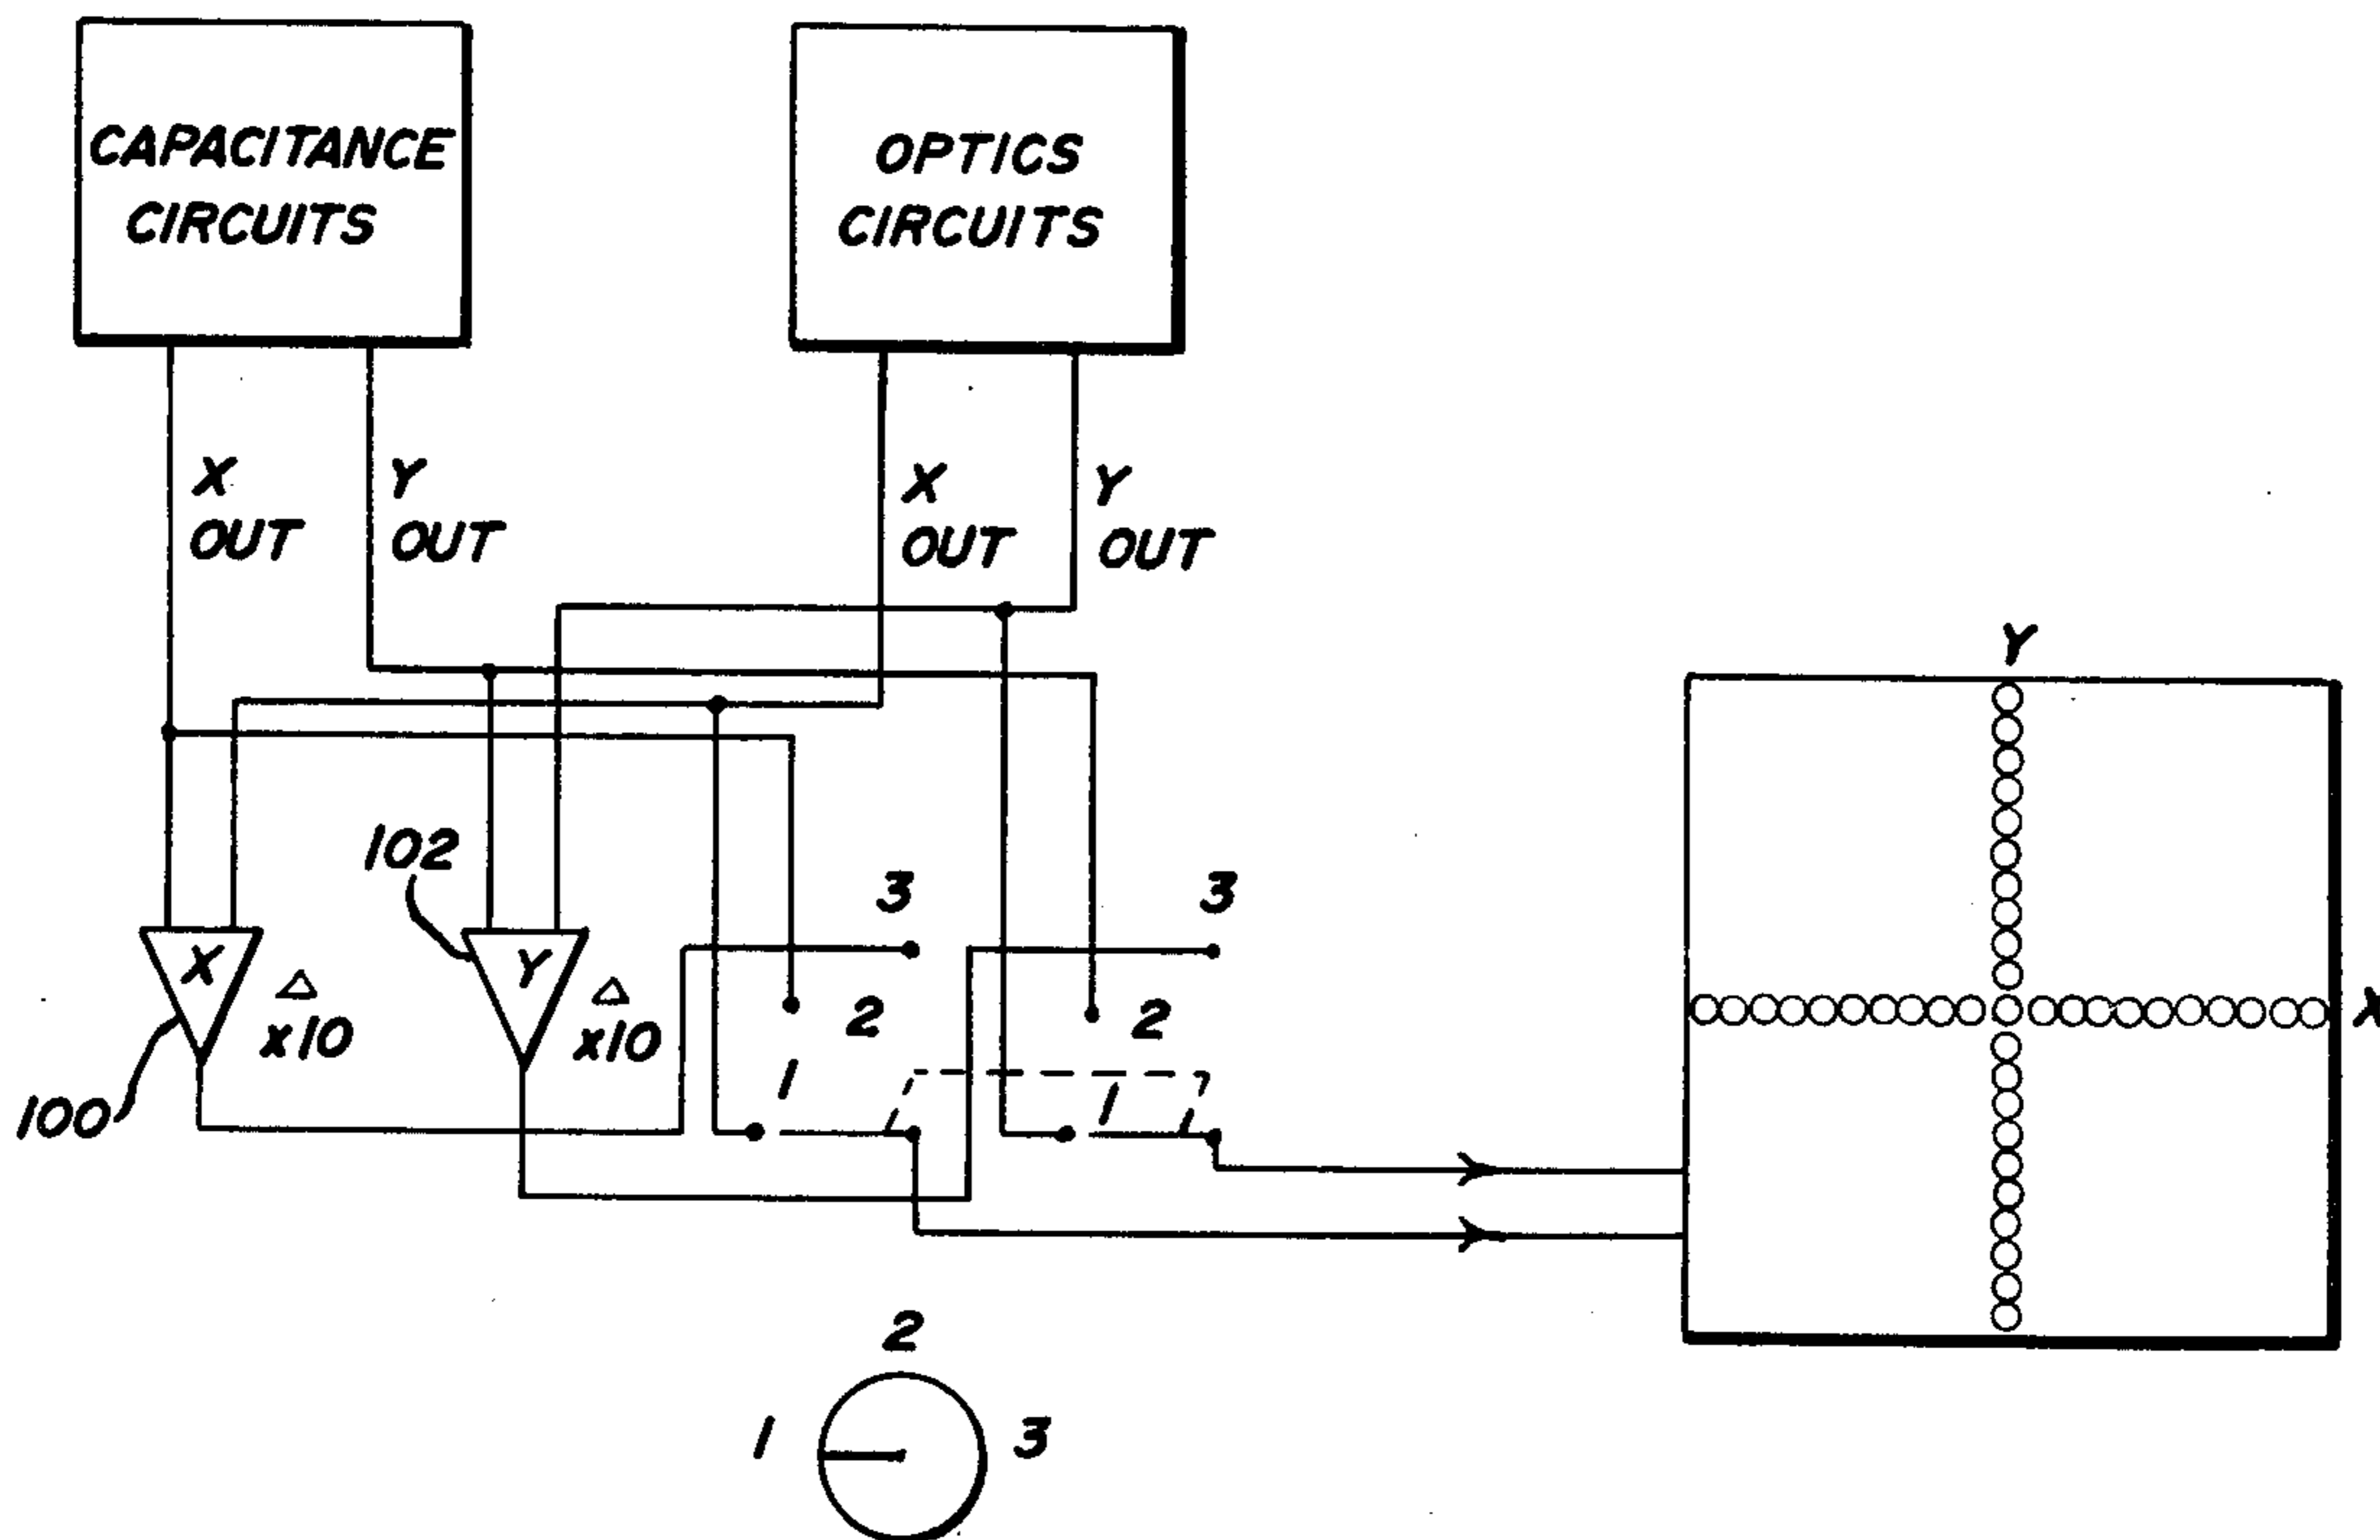 CAPACITANCE
CIRCUITS
OPTICS
CIRCUITS
X
OUT
Y
OUT
X
OUT
Y
OUT
Y
102
3
3
X
Δ
x10
Y
Δ
x10
2
2
X
1
1
100
2
1
3